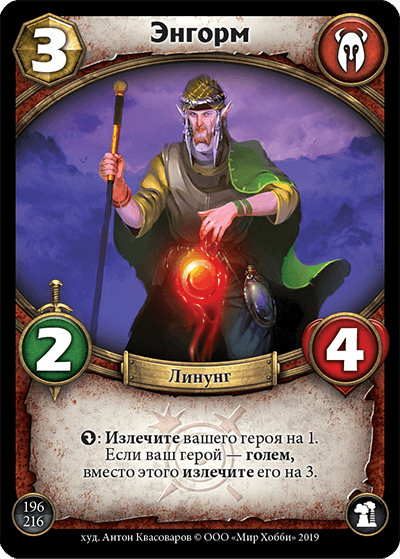 3
Энгорм
2
4
Линунг
: Излечите вашего героя на 1.
Если ваш герой — голем,
вместо этого излечите его на 3.
196
216
худ. Антон Квасоваров © ООО «Мир Хобби» 2019